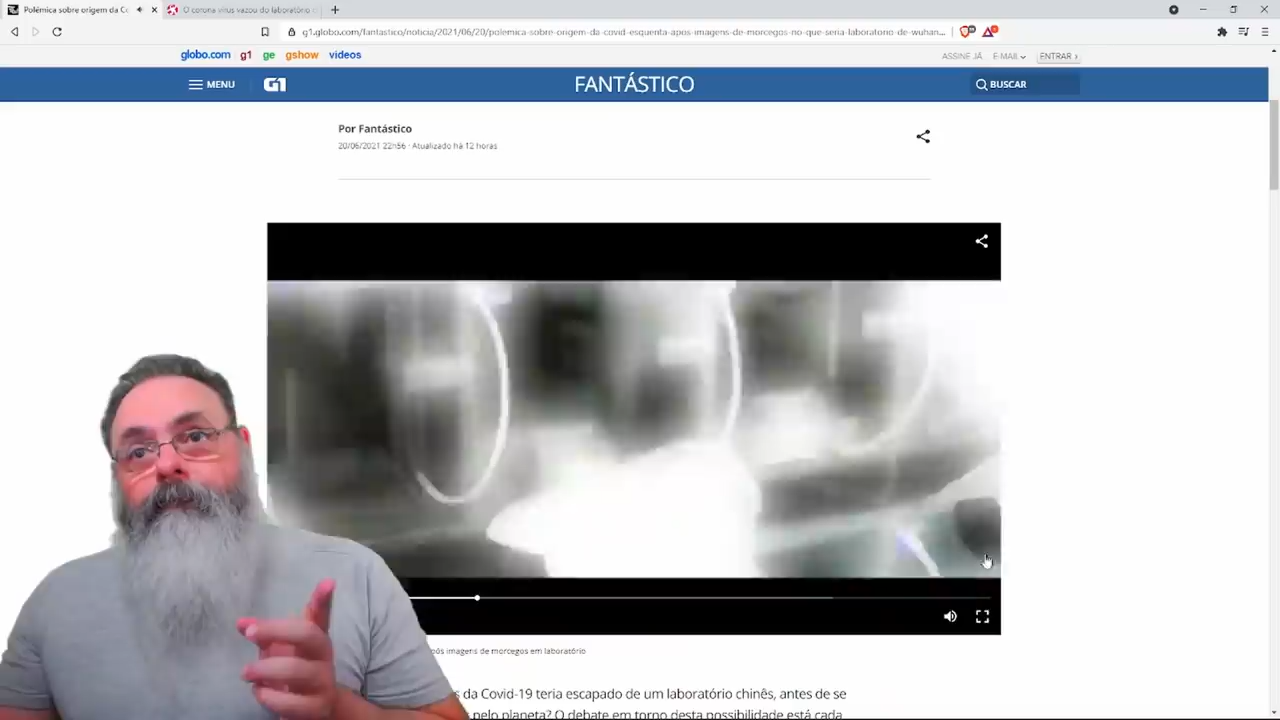 Polêmica sobre origem da Co
O corona vírus vazou do laboratório
g1.globo.com/fantastico/noticia/2021/06/20/polemica-sobre-origem-da-covid-esquenta-apos-imagens-de-morcegos-no-que-seria-laboratorio-de-wuhan...
globo.com g1 ge gshow videos
ASSINE JÁ E-MAIL ENTRAR ›
MENU G1 FANTÁSTICO BUSCAR
Por Fantástico
20/06/2021 22h56 · Atualizado há 12 horas
imagens de morcegos em laboratório
da Covid-19 teria escapado de um laboratório chinês, antes de se
pelo planeta? O debate em torno desta possibilidade está cada